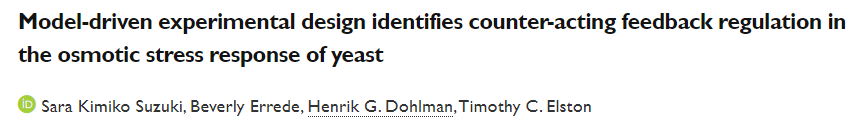 Model-driven experimental design identifies counter-acting feedback regulation in
the osmotic stress response of yeast
iD Sara Kimiko Suzuki, Beverly Errede, Henrik G. Dohlman, Timothy C. Elston